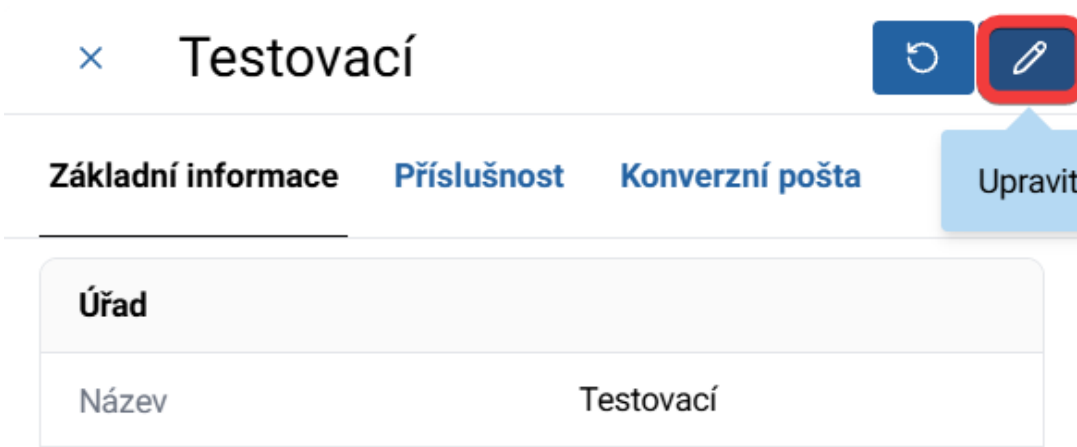 Testovací
Základní informace Příslušnost Konverzní pošta
Upravit
Úřad
Název Testovací